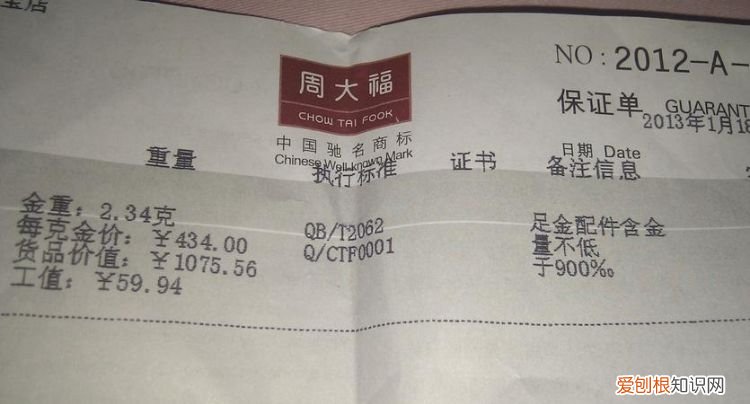 宝店
周大福
CHOW TAI FOOK
中国驰名商标
Chinese Well-known Mark
NO: 2012-A-
保证单 GUARANT
2013年1月18
日期 Date
重量 执行标准 证书 备注信息
金重: 2.34克
每克金价: ￥434.00
货品价值: ￥1075.56
工值: ￥59.94
QB/T2062
Q/CTF0001
足金配件含金
量不低
于900‰
爱刨根知识网